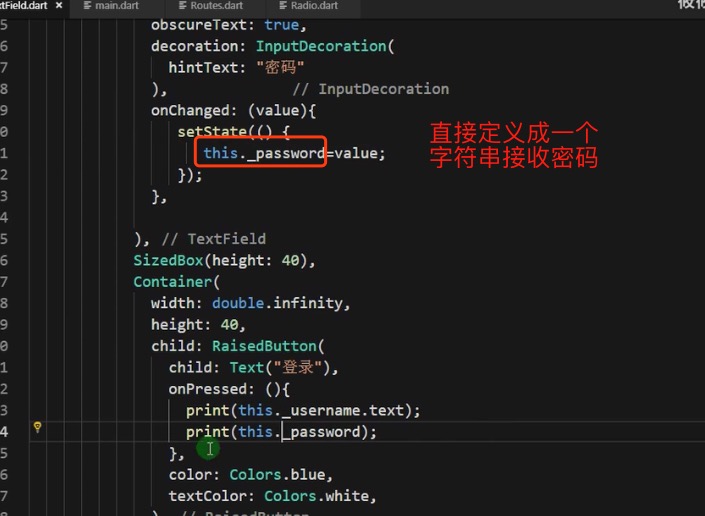 tField.dart × main.dart Routes.dart Radio.dart
5 obscureText: true,
6 decoration: InputDecoration(
7 hintText: "密码"
8 ), // InputDecoration
9 onChanged: (value){
0 setState(() {
1 this._password=value;
直接定义成一个
字符串接收密码
2 });
3 },
4
5 ), // TextField
6 SizedBox(height: 40),
7 Container(
8 width: double.infinity,
9 height: 40,
0 child: RaisedButton(
1 child: Text("登录"),
2 onPressed: (){
3 print(this._username.text);
4 print(this._password);
5 },
6 color: Colors.blue,
7 textColor: Colors.white,
), // RaisedButton